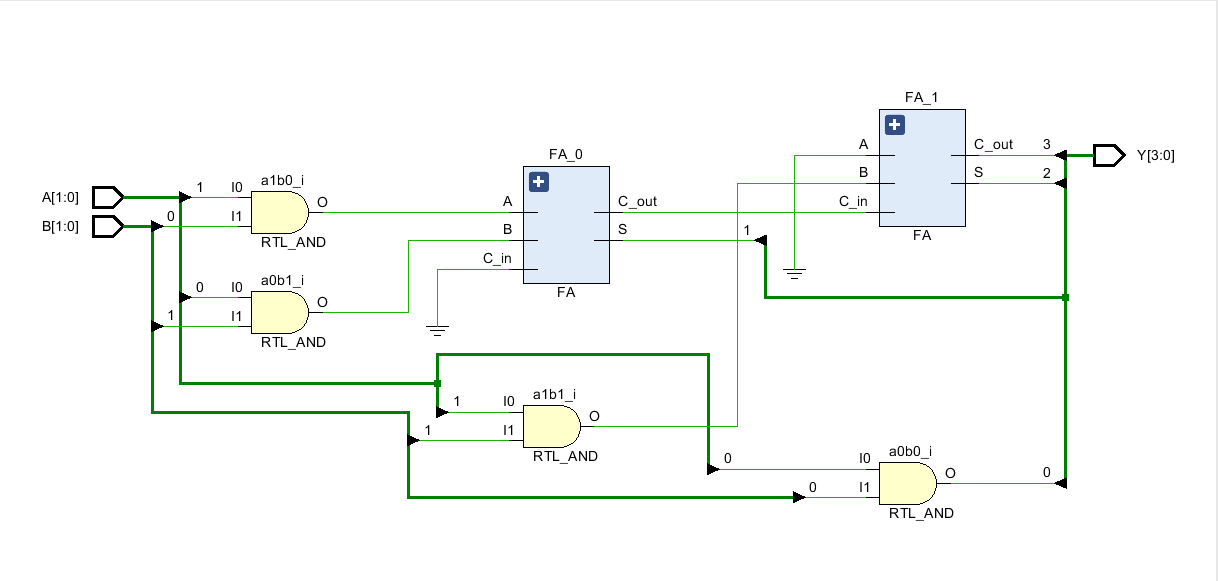 FA_1
A
C_out
3
Y[3:0]
B
S
2
C_in
FA
FA_0
A
C_out
B
S
1
C_in
FA
A[1:0]
1
I0
a1b0_i
O
B[1:0]
0
I1
RTL_AND
0
I0
a0b1_i
O
1
I1
RTL_AND
1
I0
a1b1_i
O
1
I1
RTL_AND
0
I0
a0b0_i
O
0
0
I1
RTL_AND